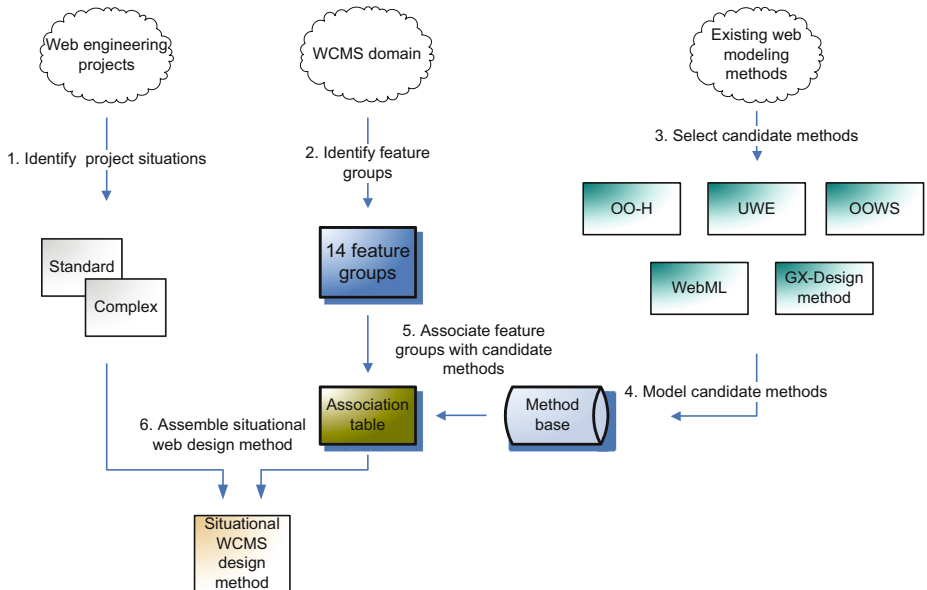 Web engineering
projects
WCMS domain
Existing web
modeling
methods
1. Identify project situations
2. Identify feature
groups
3. Select candidate methods
OO-H
UWE
OOWS
WebML
GX-Design
method
Standard
Complex
14 feature
groups
5. Associate feature
groups with candidate
methods
4. Model candidate methods
Association
table
Method
base
6. Assemble situational
web design method
Situational
WCMS
design
method